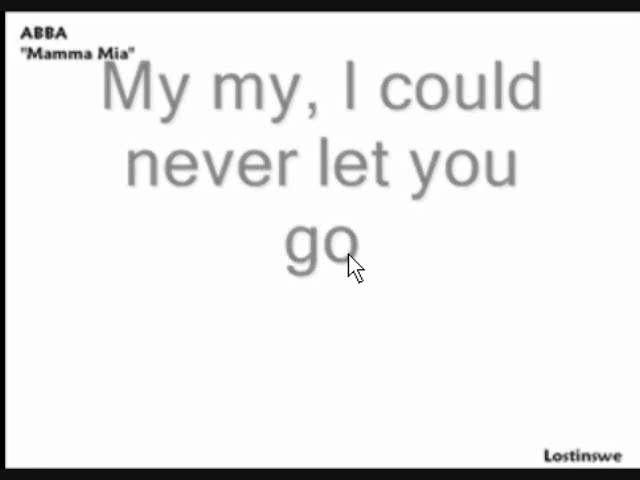 ABBA
"Mamma Mia"
My my, I could
never let you
go
Lostinswe